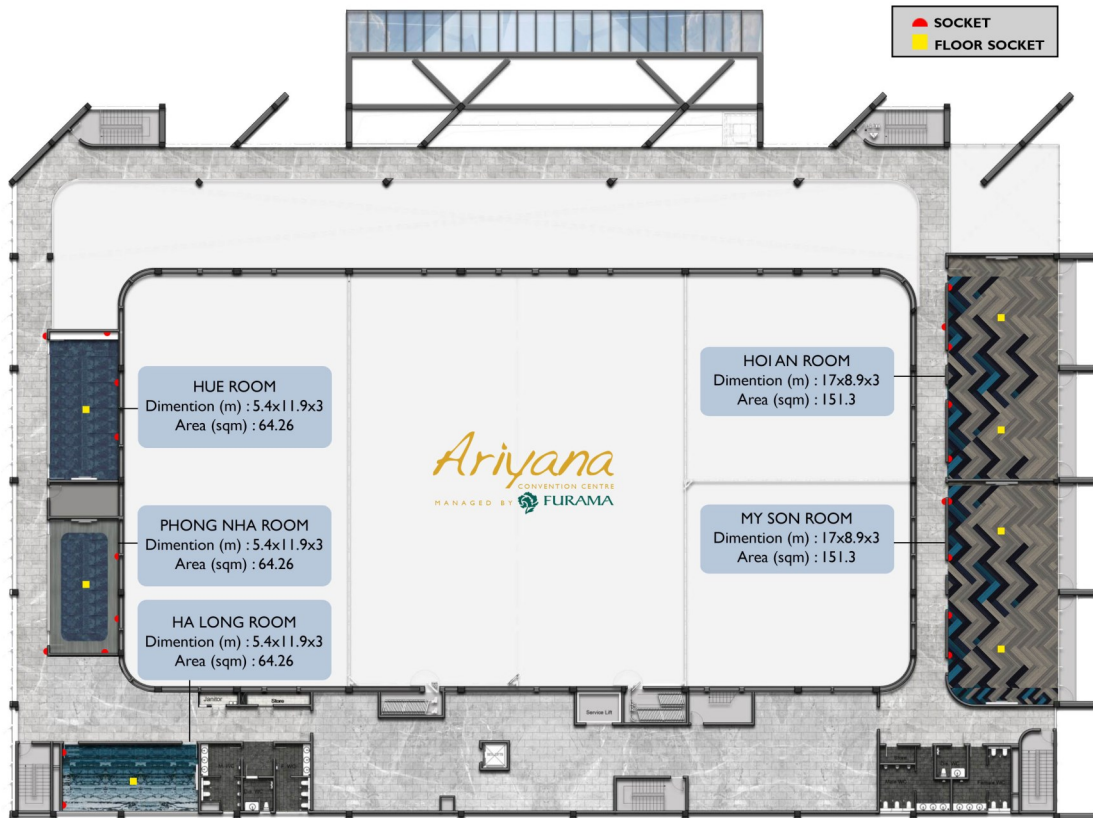 SOCKET
FLOOR SOCKET
HUE ROOM
Dimention (m) : 5.4x11.9x3
Area (sqm) : 64.26
HOI AN ROOM
Dimention (m) : 17x8.9x3
Area (sqm) : 151.3
Ariyana
CONVENTION CENTRE
MANAGED BY FURAMA
PHONG NHA ROOM
Dimention (m) : 5.4x11.9x3
Area (sqm) : 64.26
MY SON ROOM
Dimention (m) : 17x8.9x3
Area (sqm) : 151.3
HA LONG ROOM
Dimention (m) : 5.4x11.9x3
Area (sqm) : 64.26
Janitor
Store
Service Lift